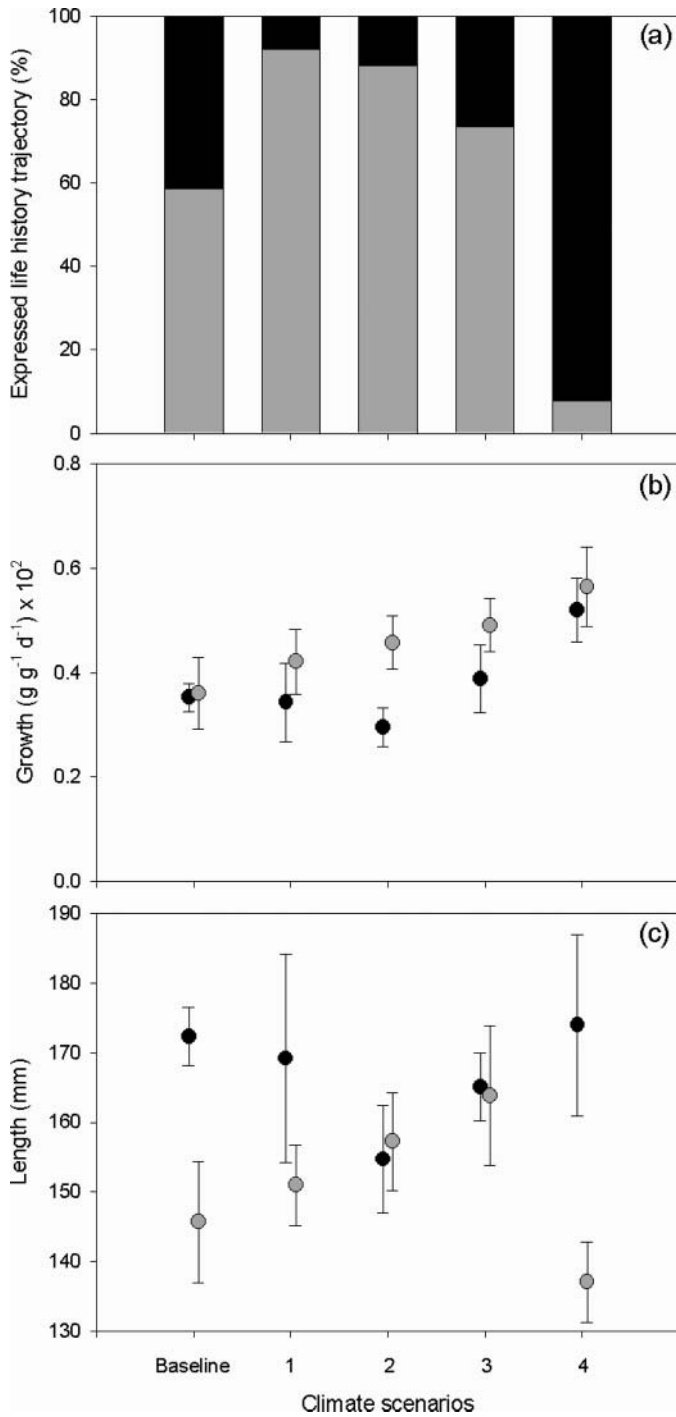 (a)
Expressed life history trajectory (%)
100
80
60
40
20
0
(b)
Growth (g g⁻¹ d⁻¹) x 10²
0.8
0.6
0.4
0.2
0.0
(c)
Length (mm)
190
180
170
160
150
140
130
Baseline 1 2 3 4
Climate scenarios